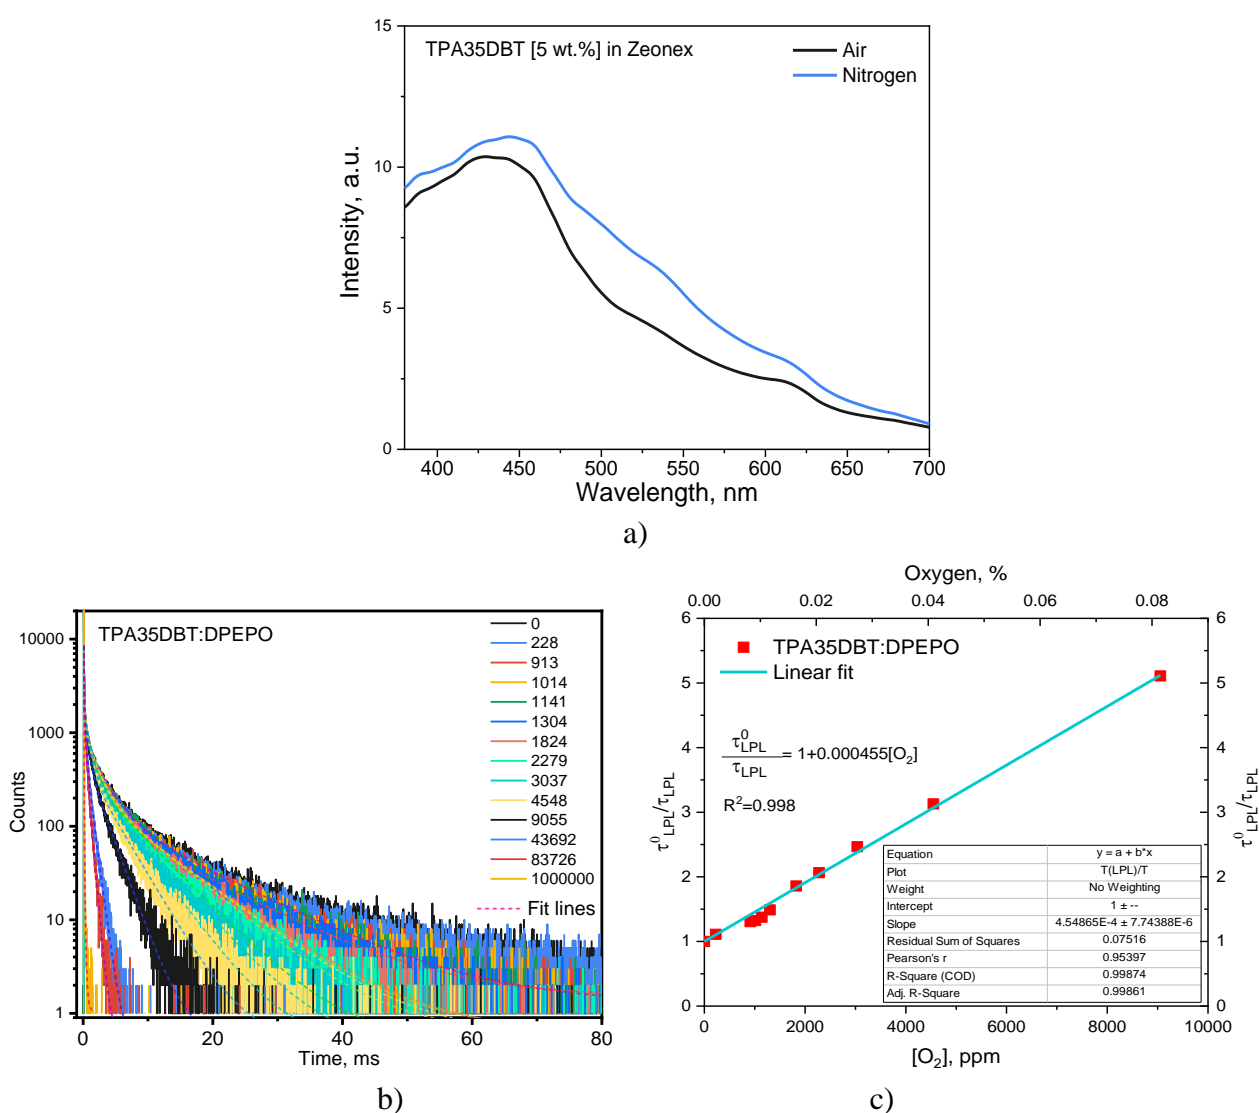 TPA35DBT [5 wt.%] in Zeonex
Air
Nitrogen
15
10
5
0
Intensity, a.u.
400 450 500 550 600 650 700
Wavelength, nm
a)
TPA35DBT:DPEPO
0
228
913
1014
1141
1304
1824
2279
3037
4548
9055
43692
83726
1000000
Fit lines
10000
1000
100
10
1
Counts
0 20 40 60 80
Time, ms
b)
Oxygen, %
0.00 0.02 0.04 0.06 0.08
TPA35DBT:DPEPO
Linear fit
τ⁰LPL/τLPL = 1+0.000455[O₂]
R²=0.998
6
5
4
3
2
1
0
τ⁰LPL/τLPL
6
5
4
3
2
1
0
τ⁰LPL/τLPL
Equation y = a + b*x
Plot T(LPL)/T
Weight No Weighting
Intercept 1 ± --
Slope 4.54865E-4 ± 7.74388E-6
Residual Sum of Squares 0.07516
Pearson's r 0.95397
R-Square (COD) 0.99874
Adj. R-Square 0.99861
0 2000 4000 6000 8000 10000
[O₂], ppm
c)